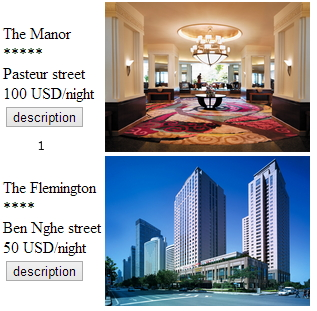 The Manor
*****
Pasteur street
100 USD/night
description
1
The Flemington
****
Ben Nghe street
50 USD/night
description